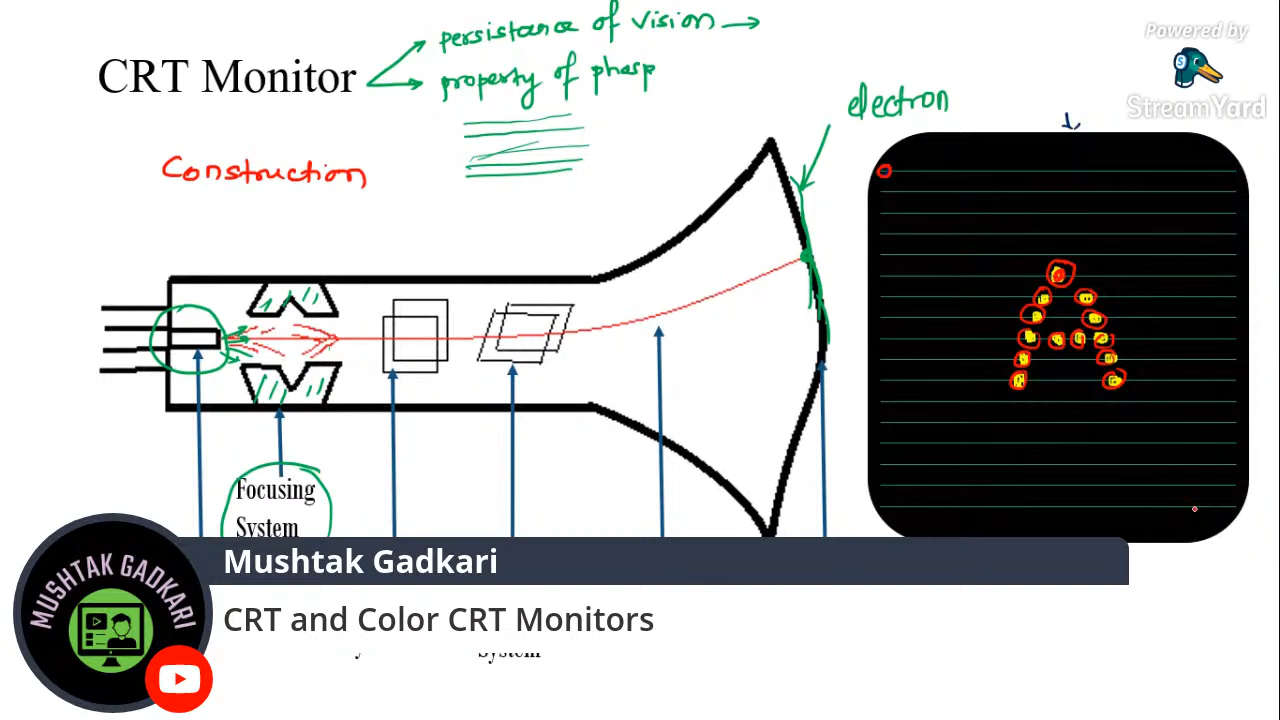 persistance of vision
Powered by
CRT Monitor
property of phosp
StreamYard
electron
Construction
Focusing
System
MUSHTAK GADKARI
Mushtak Gadkari
CRT and Color CRT Monitors
System